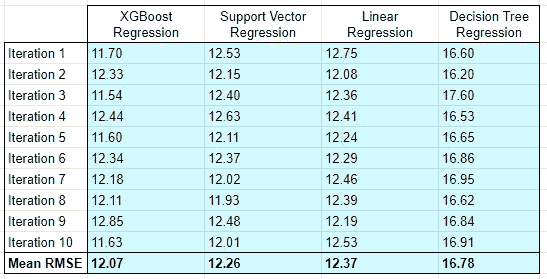 XGBoost Regression Support Vector Regression Linear Regression Decision Tree Regression
Iteration 1 11.70 12.53 12.75 16.60
Iteration 2 12.33 12.15 12.08 16.20
Iteration 3 11.54 12.40 12.36 17.60
Iteration 4 12.44 12.63 12.41 16.53
Iteration 5 11.60 12.11 12.24 16.65
Iteration 6 12.34 12.37 12.29 16.86
Iteration 7 12.18 12.02 12.46 16.95
Iteration 8 12.11 11.93 12.39 16.62
Iteration 9 12.85 12.48 12.19 16.84
Iteration 10 11.63 12.01 12.53 16.91
Mean RMSE 12.07 12.26 12.37 16.78